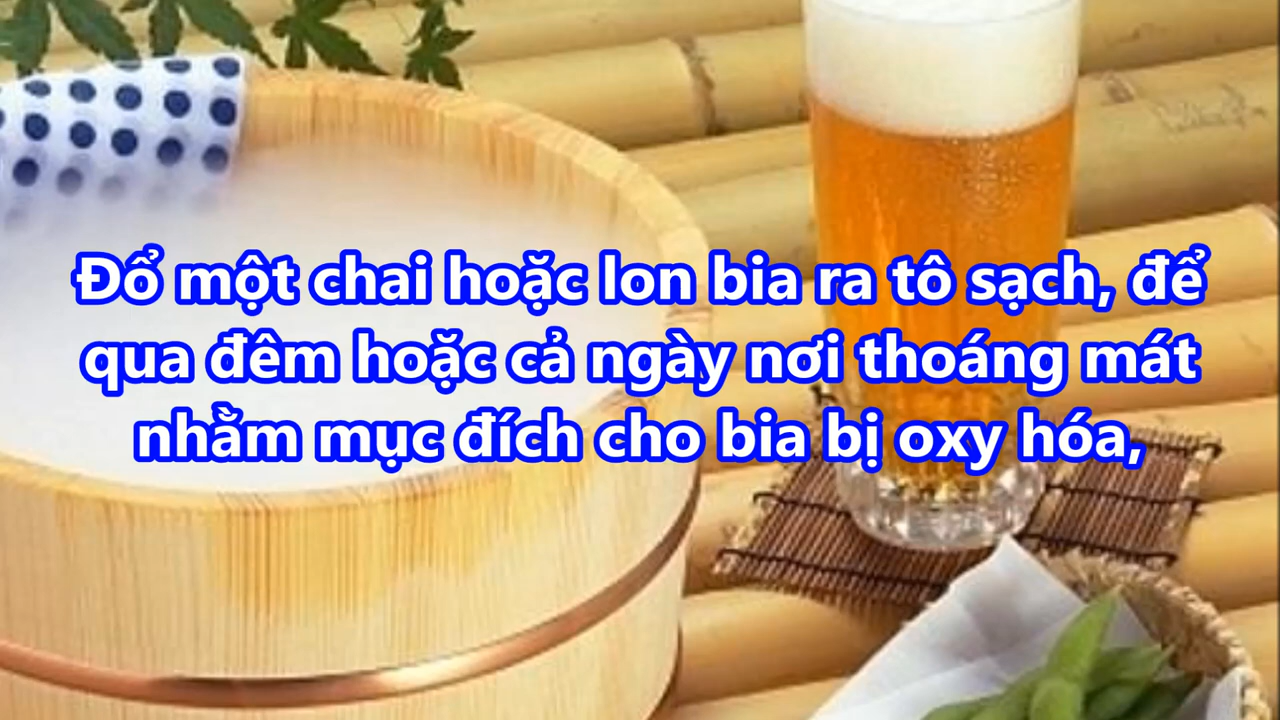 Đổ một chai hoặc lon bia ra tô sạch, để
qua đêm hoặc cả ngày nơi thoáng mát
nhằm mục đích cho bia bị oxy hóa,